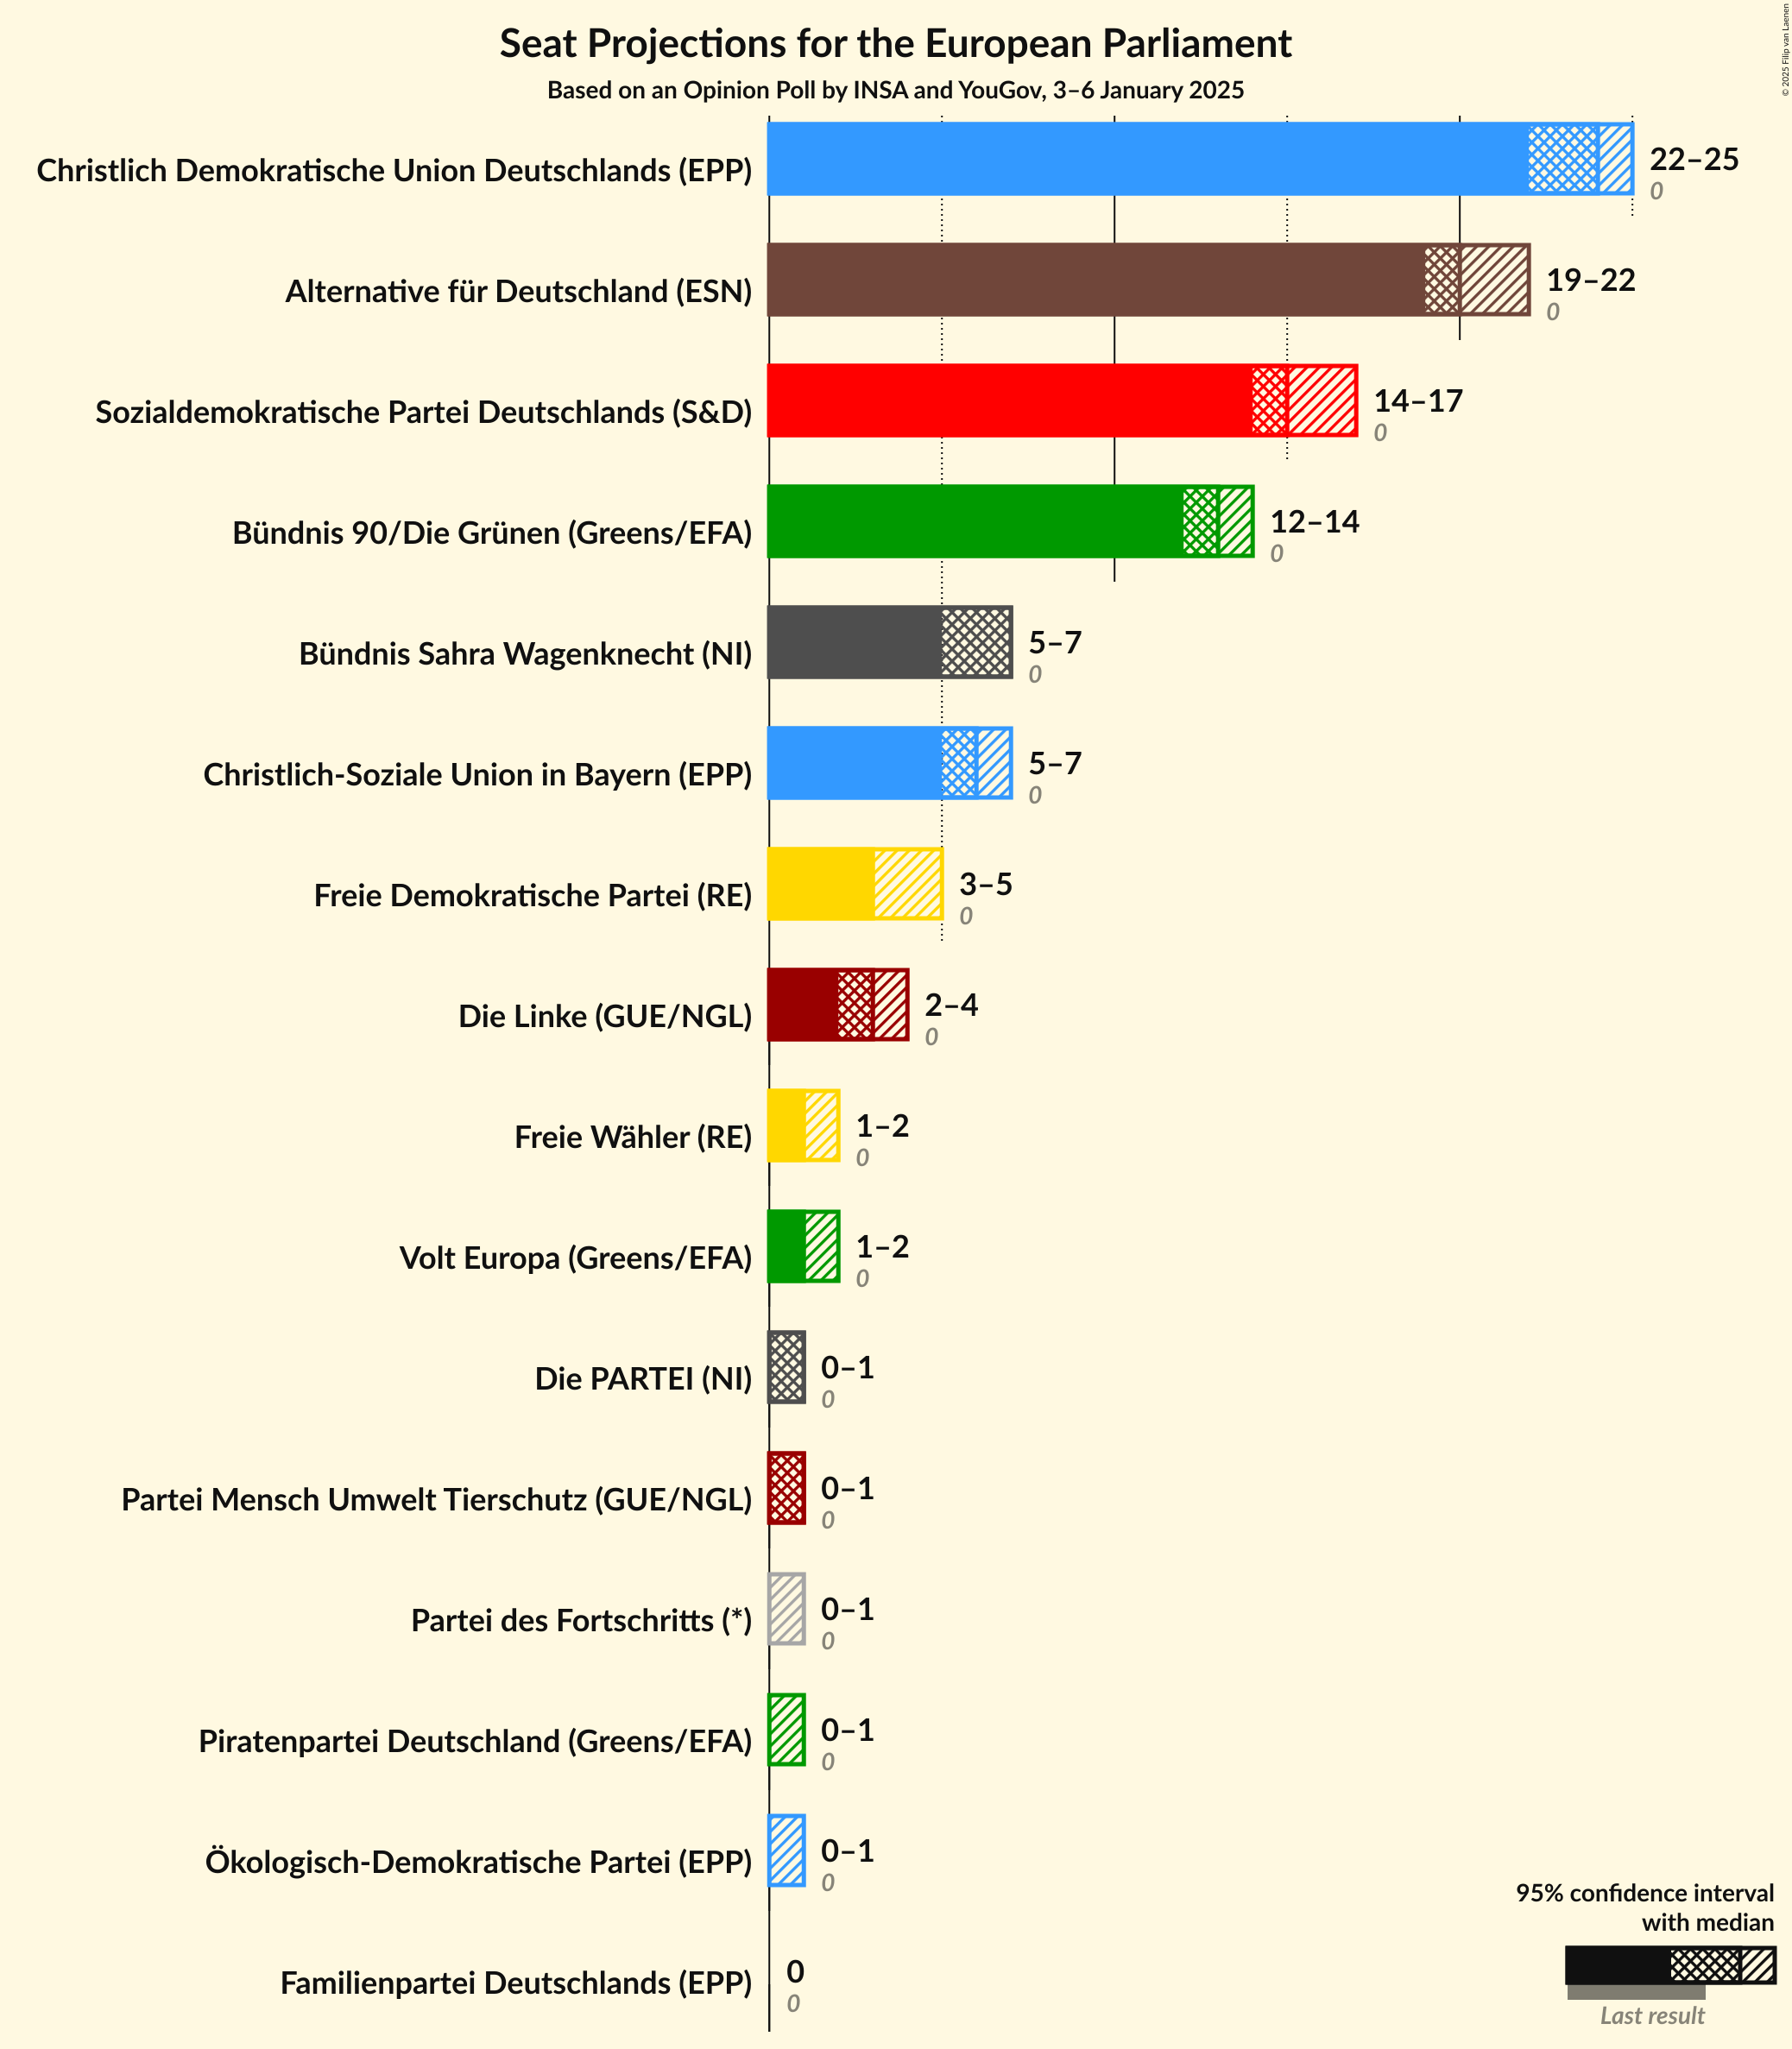 © 2025 Filip van Laenen
Seat Projections for the European Parliament
Based on an Opinion Poll by INSA and YouGov, 3–6 January 2025
Christlich Demokratische Union Deutschlands (EPP)
22–25
0
Alternative für Deutschland (ESN)
19–22
0
Sozialdemokratische Partei Deutschlands (S&D)
14–17
0
Bündnis 90/Die Grünen (Greens/EFA)
12–14
0
Bündnis Sahra Wagenknecht (NI)
5–7
0
Christlich-Soziale Union in Bayern (EPP)
5–7
0
Freie Demokratische Partei (RE)
3–5
0
Die Linke (GUE/NGL)
2–4
0
Freie Wähler (RE)
1–2
0
Volt Europa (Greens/EFA)
1–2
0
Die PARTEI (NI)
0–1
0
Partei Mensch Umwelt Tierschutz (GUE/NGL)
0–1
0
Partei des Fortschritts (*)
0–1
0
Piratenpartei Deutschland (Greens/EFA)
0–1
0
Ökologisch-Demokratische Partei (EPP)
0–1
0
Familienpartei Deutschlands (EPP)
0
0
95% confidence interval
with median
Last result